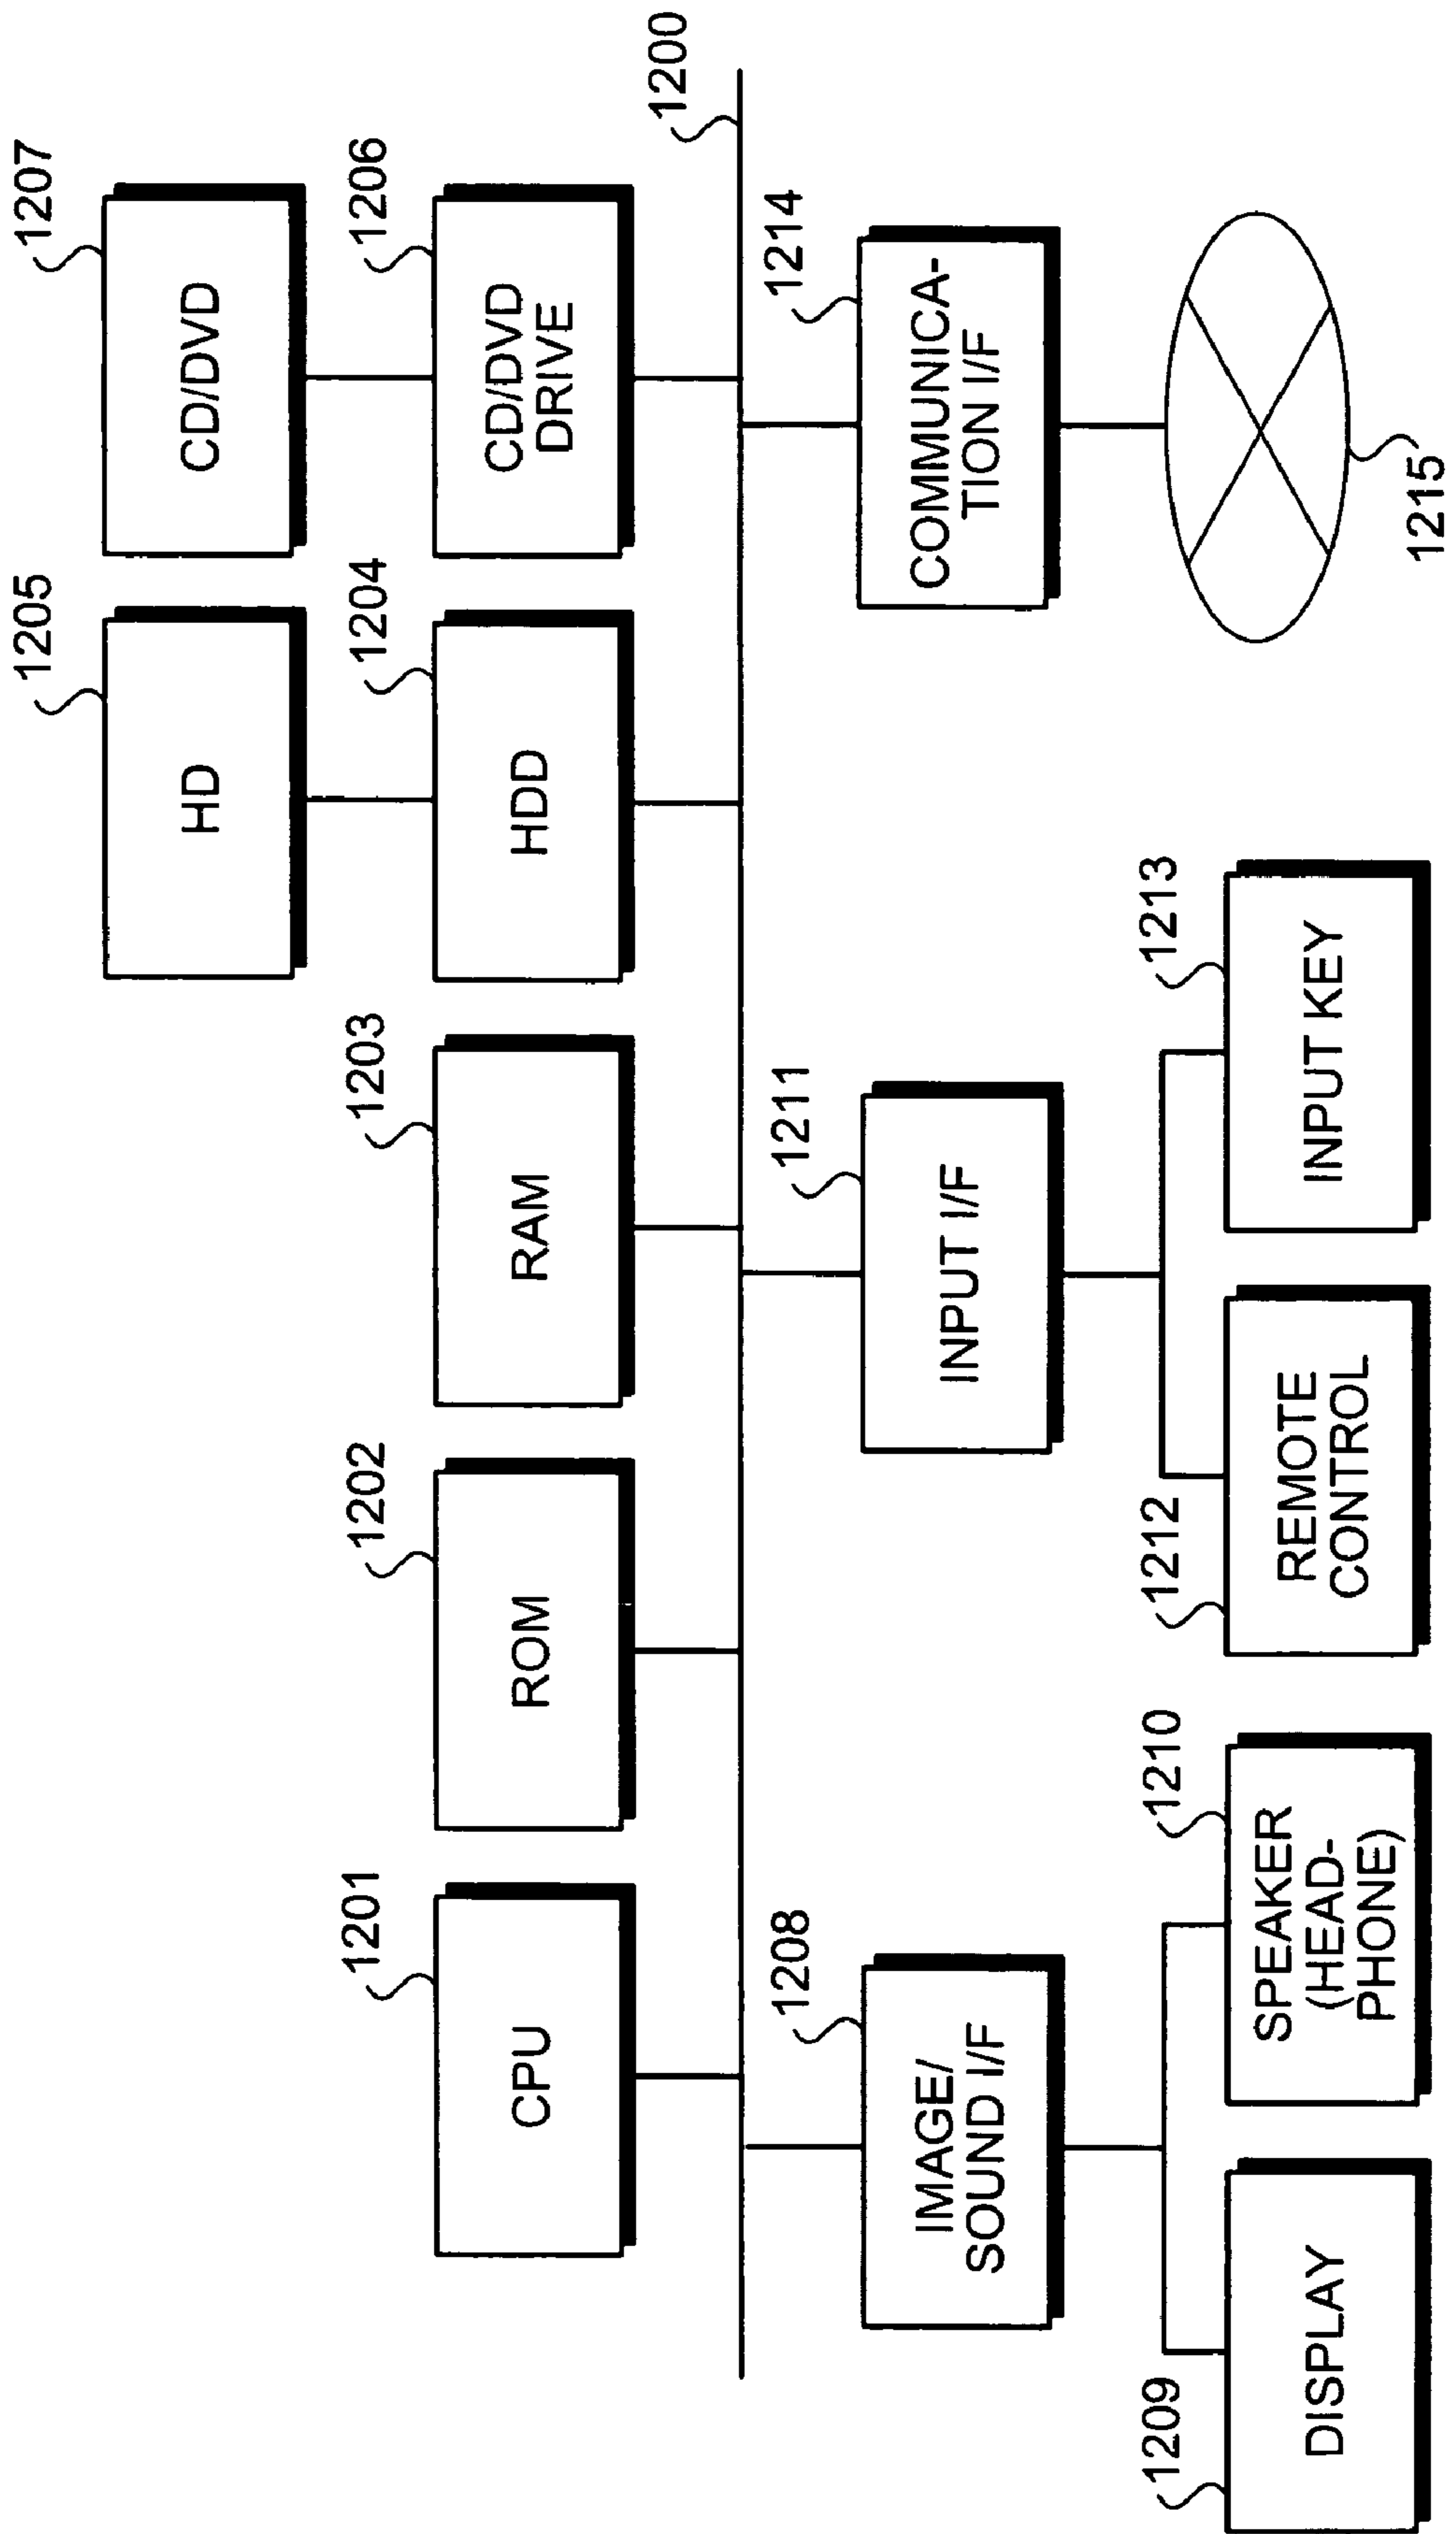 1205
HD
1207
CD/DVD
1201
CPU
1202
ROM
1203
RAM
1204
HDD
1206
CD/DVD
DRIVE
1200
1208
IMAGE/
SOUND I/F
1211
INPUT I/F
1214
COMMUNICA-
TION I/F
1209
DISPLAY
1210
SPEAKER
(HEAD-
PHONE)
1212
REMOTE
CONTROL
1213
INPUT KEY
1215